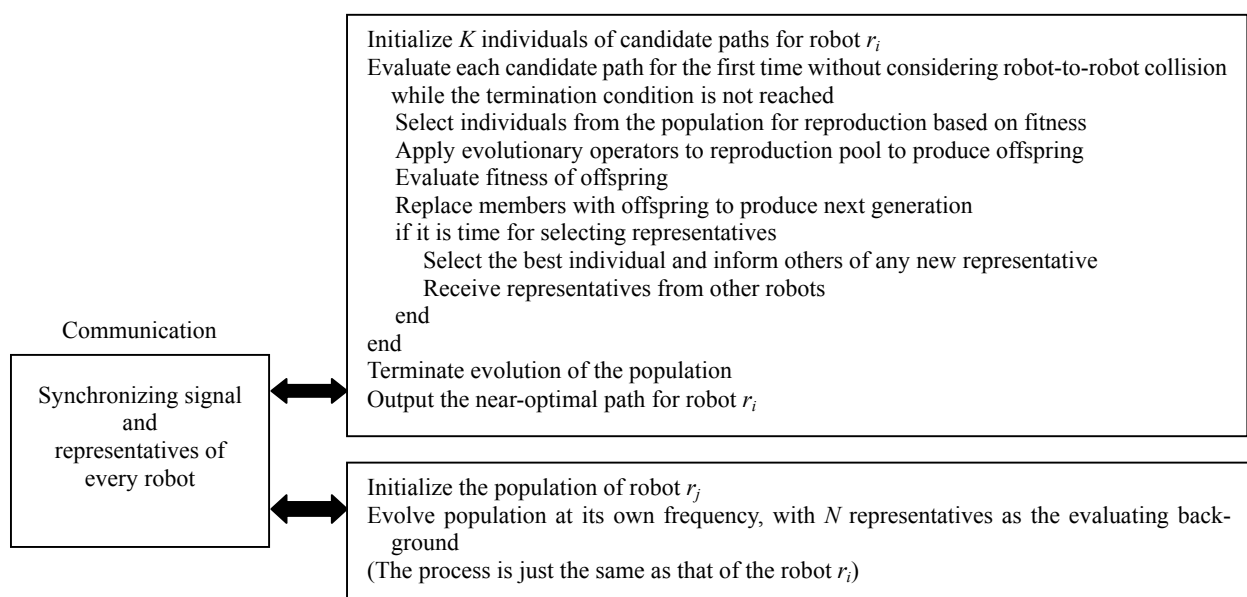 Initialize K individuals of candidate paths for robot r_i
Evaluate each candidate path for the first time without considering robot-to-robot collision
while the termination condition is not reached
Select individuals from the population for reproduction based on fitness
Apply evolutionary operators to reproduction pool to produce offspring
Evaluate fitness of offspring
Replace members with offspring to produce next generation
if it is time for selecting representatives
Select the best individual and inform others of any new representative
Receive representatives from other robots
end
end
Terminate evolution of the population
Output the near-optimal path for robot r_i
Communication
Synchronizing signal
and
representatives of
every robot
Initialize the population of robot r_j
Evolve population at its own frequency, with N representatives as the evaluating back-
ground
(The process is just the same as that of the robot r_i)